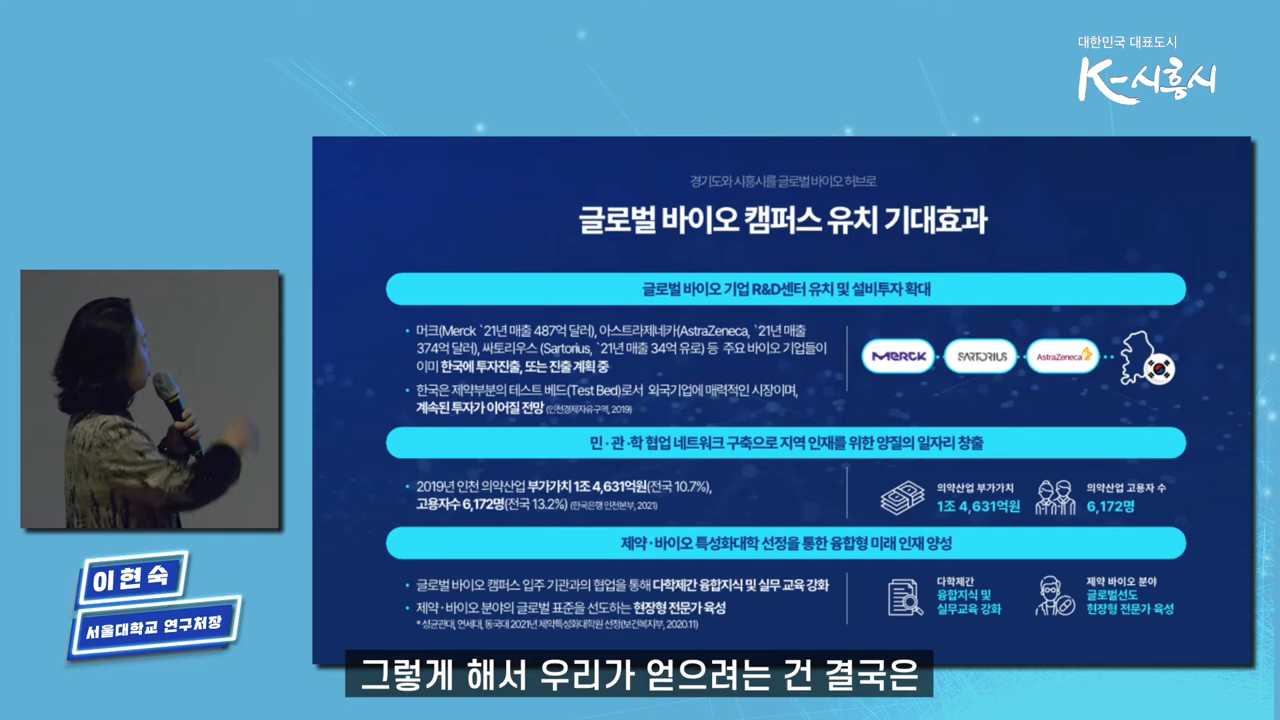 대한민국 대표도시
K-시흥시
경기도와 시흥시를 글로벌 바이오 허브로
글로벌 바이오 캠퍼스 유치 기대효과
글로벌 바이오 기업 R&D센터 유치 및 설비투자 확대
• 머크(Merck `21년 매출 487억 달러), 아스트라제네카(AstraZeneca, `21년 매출
374억 달러), 싸토리우스 (Sartorius, `21년 매출 34억 유로) 등 주요 바이오 기업들이
이미 한국에 투자진출, 또는 진출 계획 중
• 한국은 제약부분의 테스트 베드(Test Bed)로서 외국기업에 매력적인 시장이며,
계속된 투자가 이어질 전망 (인천경제자유구역, 2019)
MERCK
SARTORIUS
AstraZeneca
민·관·학 협업 네트워크 구축으로 지역 인재를 위한 양질의 일자리 창출
• 2019년 인천 의약산업 부가가치 1조 4,631억원(전국 10.7%),
고용자수 6,172명(전국 13.2%) (한국은행 인천본부, 2021)
의약산업 부가가치
1조 4,631억원
의약산업 고용자 수
6,172명
제약·바이오 특성화대학 선정을 통한 융합형 미래 인재 양성
• 글로벌 바이오 캠퍼스 입주 기관과의 협업을 통해 다학제간 융합지식 및 실무 교육 강화
• 제약·바이오 분야의 글로벌 표준을 선도하는 현장형 전문가 육성
* 성균관대, 연세대, 동국대 2021년 제약특성화대학원 선정(보건복지부, 2020.11)
다학제간
융합지식 및
실무교육 강화
제약 바이오 분야
글로벌선도
현장형 전문가 육성
이현숙
서울대학교 연구처장
그렇게 해서 우리가 얻으려는 건 결국은